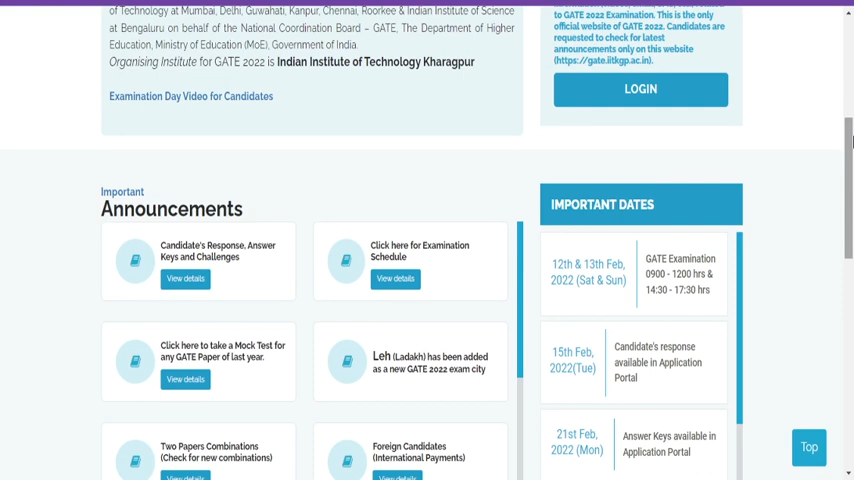 of Technology at Mumbai, Delhi, Guwahati, Kanpur, Chennai, Roorkee & Indian Institute of Science
at Bengaluru on behalf of the National Coordination Board – GATE, The Department of Higher
Education, Ministry of Education (MoE), Government of India.
Organising Institute for GATE 2022 is Indian Institute of Technology Kharagpur
Examination Day Video for Candidates
to GATE 2022 Examination. This is the only
official website of GATE 2022. Candidates are
requested to check for latest
announcements only on this website
(https://gate.iitkgp.ac.in).
LOGIN
Important
Announcements
Candidate's Response, Answer
Keys and Challenges
View details
Click here for Examination
Schedule
View details
Click here to take a Mock Test for
any GATE Paper of last year.
View details
Leh (Ladakh) has been added
as a new GATE 2022 exam city
Two Papers Combinations
(Check for new combinations)
View details
Foreign Candidates
(International Payments)
View details
IMPORTANT DATES
12th & 13th Feb,
2022 (Sat & Sun)
GATE Examination
0900 - 1200 hrs &
14:30 - 17:30 hrs
15th Feb,
2022(Tue)
Candidate's response
available in Application
Portal
21st Feb,
2022 (Mon)
Answer Keys available in
Application Portal
Top